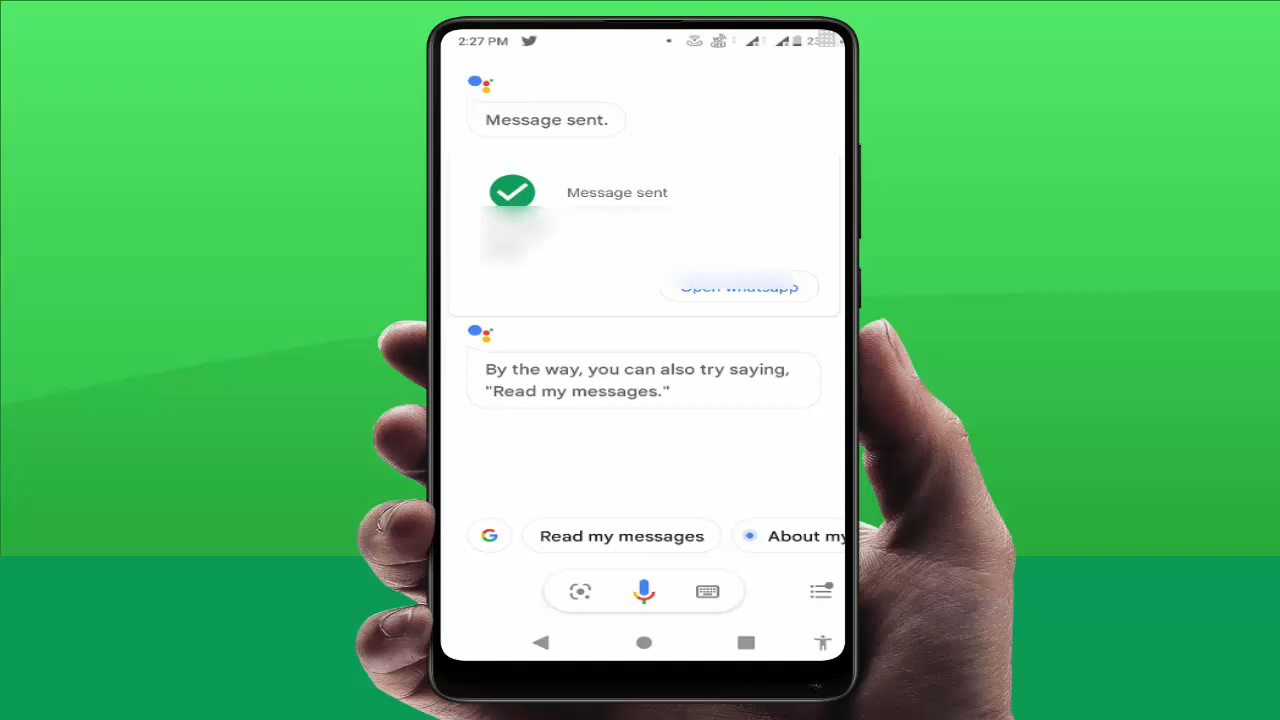 2:27 PM
Message sent.
Message sent
Open whatsapp
By the way, you can also try saying,
"Read my messages."
Read my messages
About my